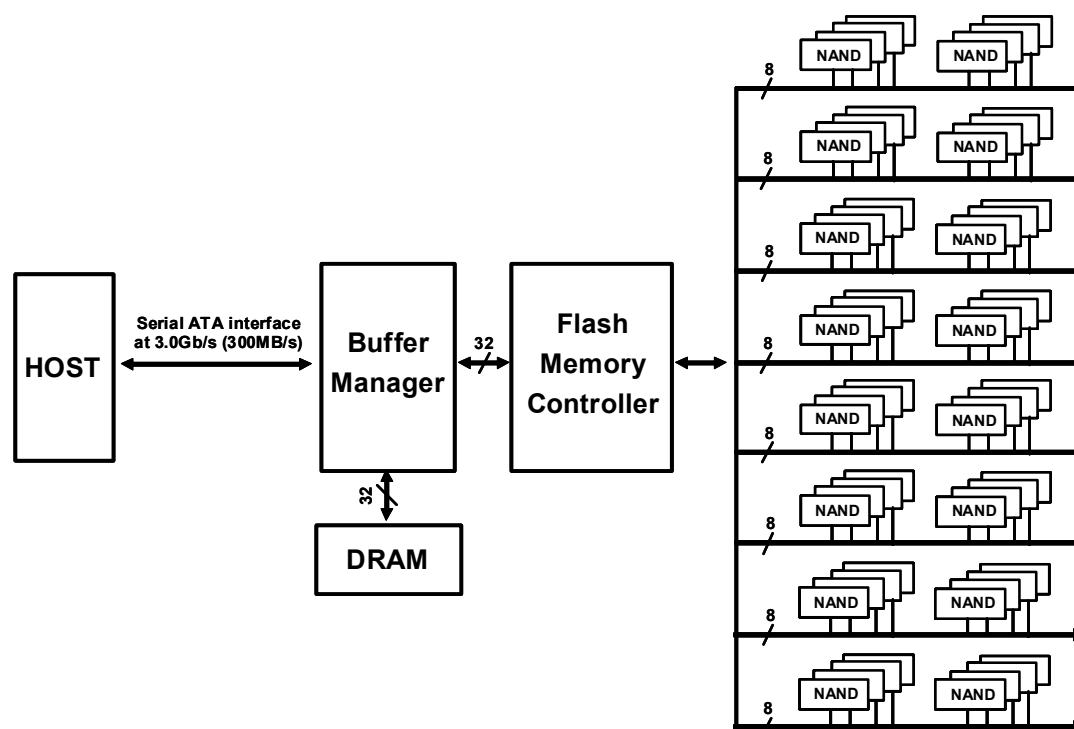 HOST
Serial ATA interface
at 3.0Gb/s (300MB/s)
Buffer
Manager
32
DRAM
32
Flash
Memory
Controller
8
NAND NAND
8
NAND NAND
8
NAND NAND
8
NAND NAND
8
NAND NAND
8
NAND NAND
8
NAND NAND
8
NAND NAND